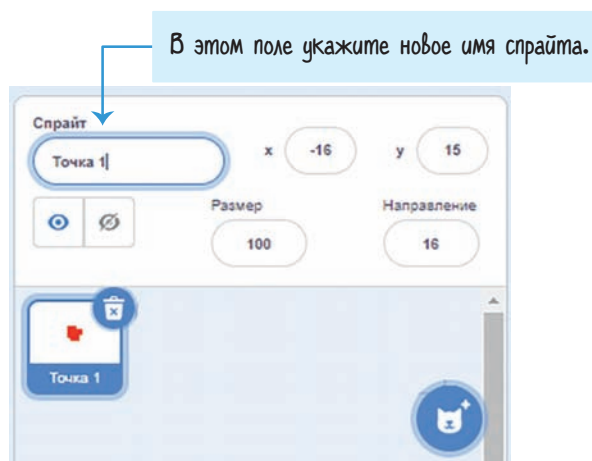 В этом поле укажите новое имя спрайта.
Спрайт
Точка 1
x -16 y 15
Размер Направление
100 16
Точка 1